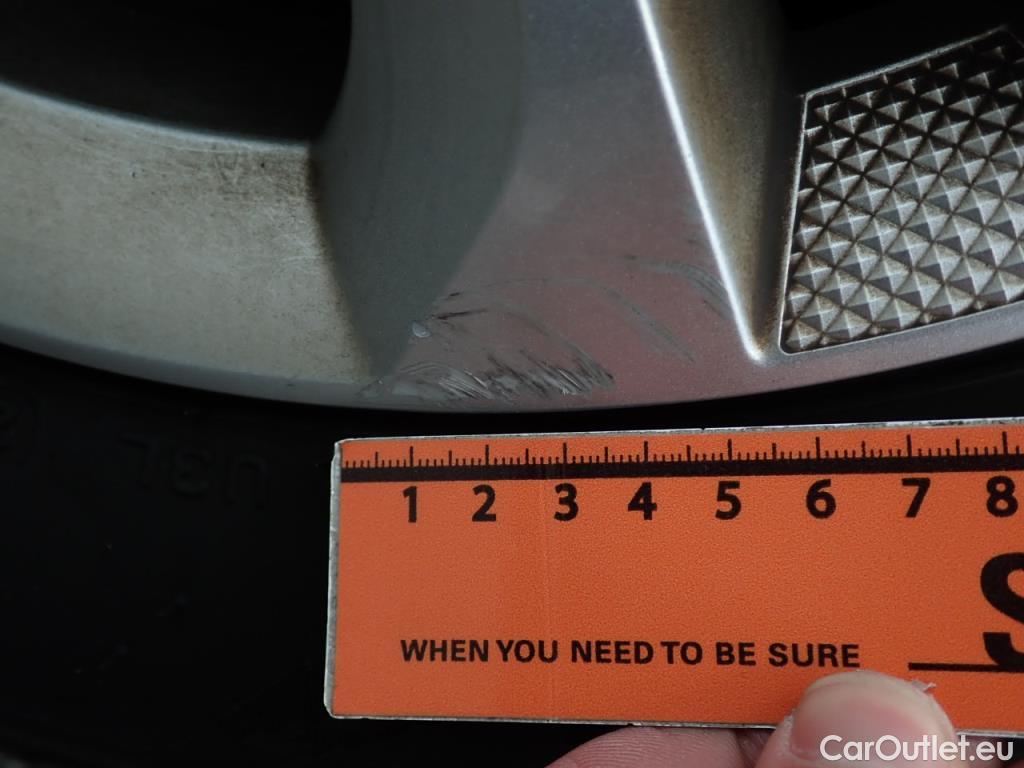 1 2 3 4 5 6 7 8
S
WHEN YOU NEED TO BE SURE
CarOutlet.eu